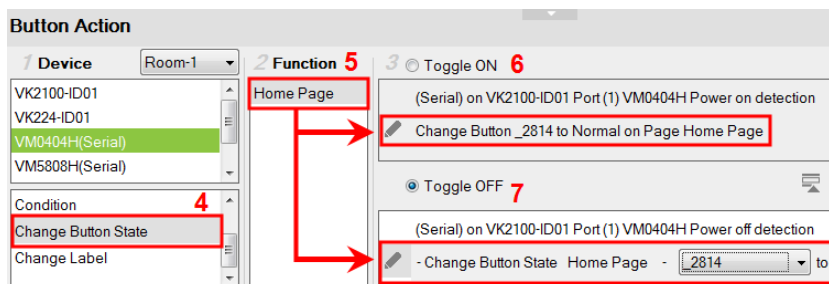 Button Action
1 Device
Room-1
VK2100-ID01
VK224-ID01
VM0404H(Serial)
VM5808H(Serial)
Condition
4
Change Button State
Change Label
2 Function
5
Home Page
3
Toggle ON
6
(Serial) on VK2100-ID01 Port (1) VM0404H Power on detection
Change Button _2814 to Normal on Page Home Page
Toggle OFF
7
(Serial) on VK2100-ID01 Port (1) VM0404H Power off detection
- Change Button State Home Page - _2814 to